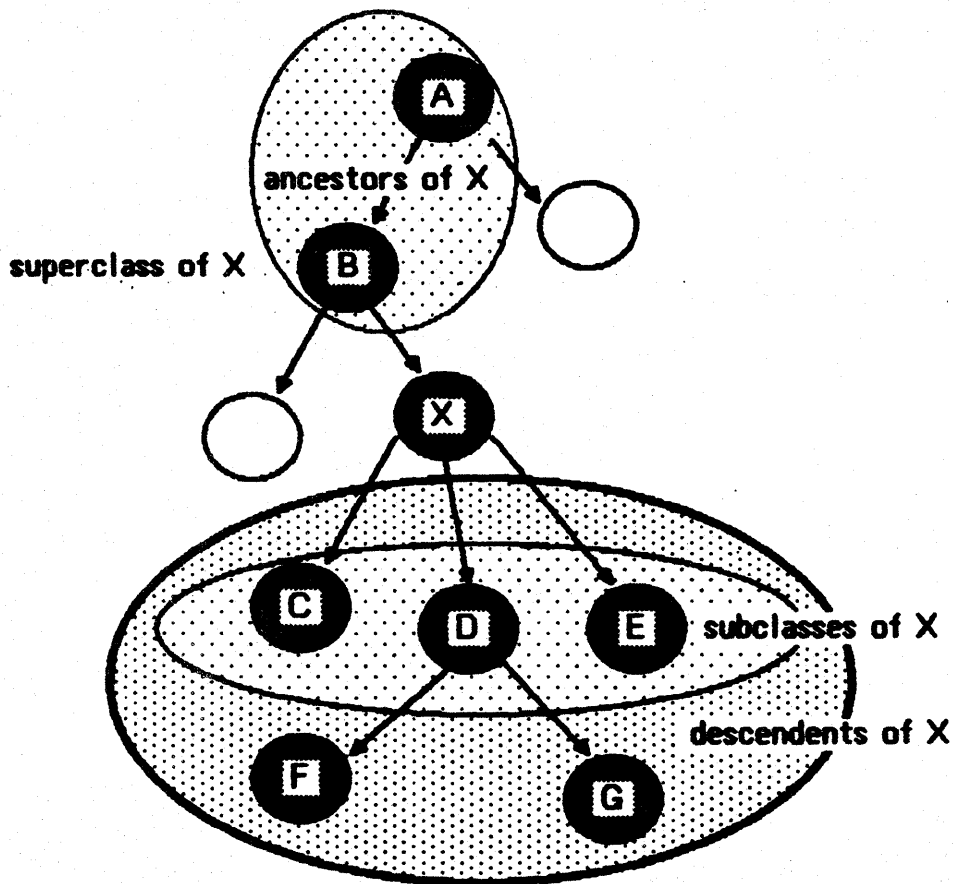 A
ancestors of X
superclass of X
B
X
C
D
E
subclasses of X
descendents of X
F
G